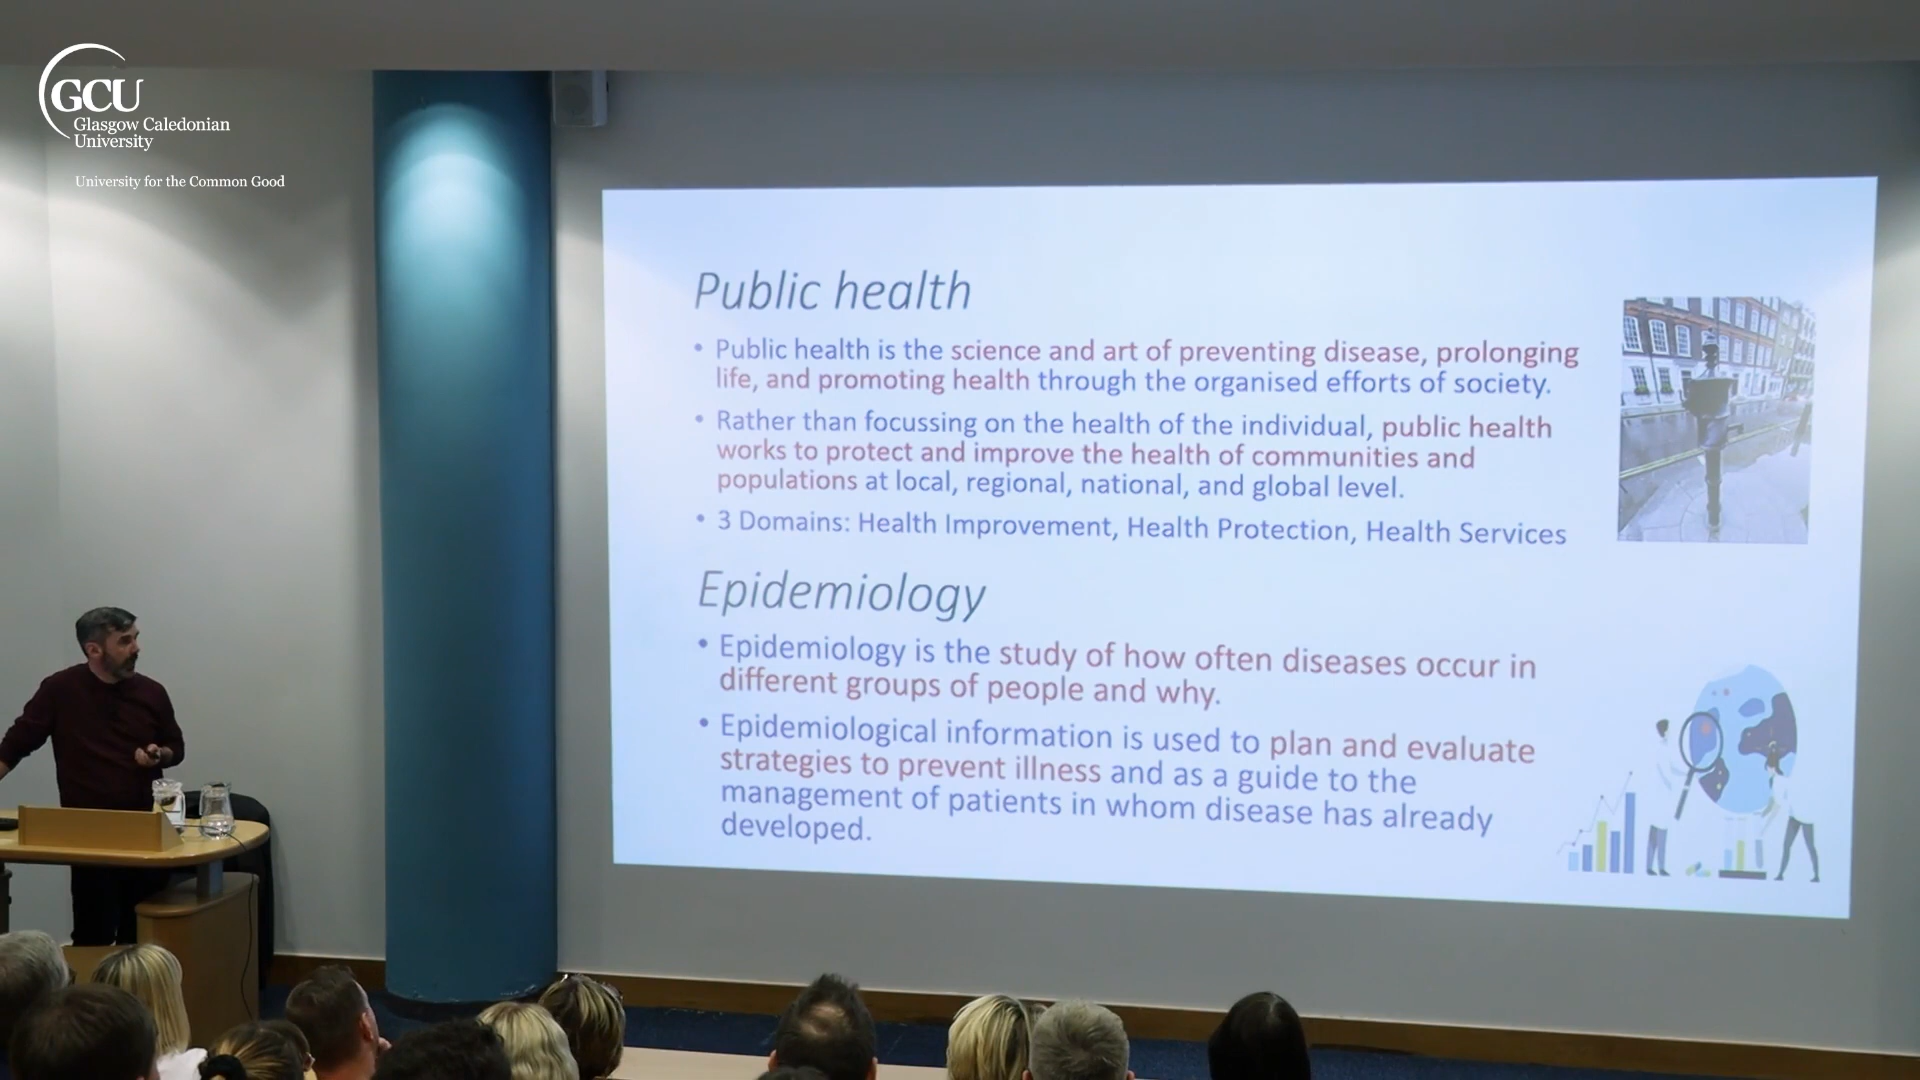 GCU
Glasgow Caledonian
University
University for the Common Good
Public health
• Public health is the science and art of preventing disease, prolonging
life, and promoting health through the organised efforts of society.
• Rather than focussing on the health of the individual, public health
works to protect and improve the health of communities and
populations at local, regional, national, and global level.
• 3 Domains: Health Improvement, Health Protection, Health Services
Epidemiology
• Epidemiology is the study of how often diseases occur in
different groups of people and why.
• Epidemiological information is used to plan and evaluate
strategies to prevent illness and as a guide to the
management of patients in whom disease has already
developed.